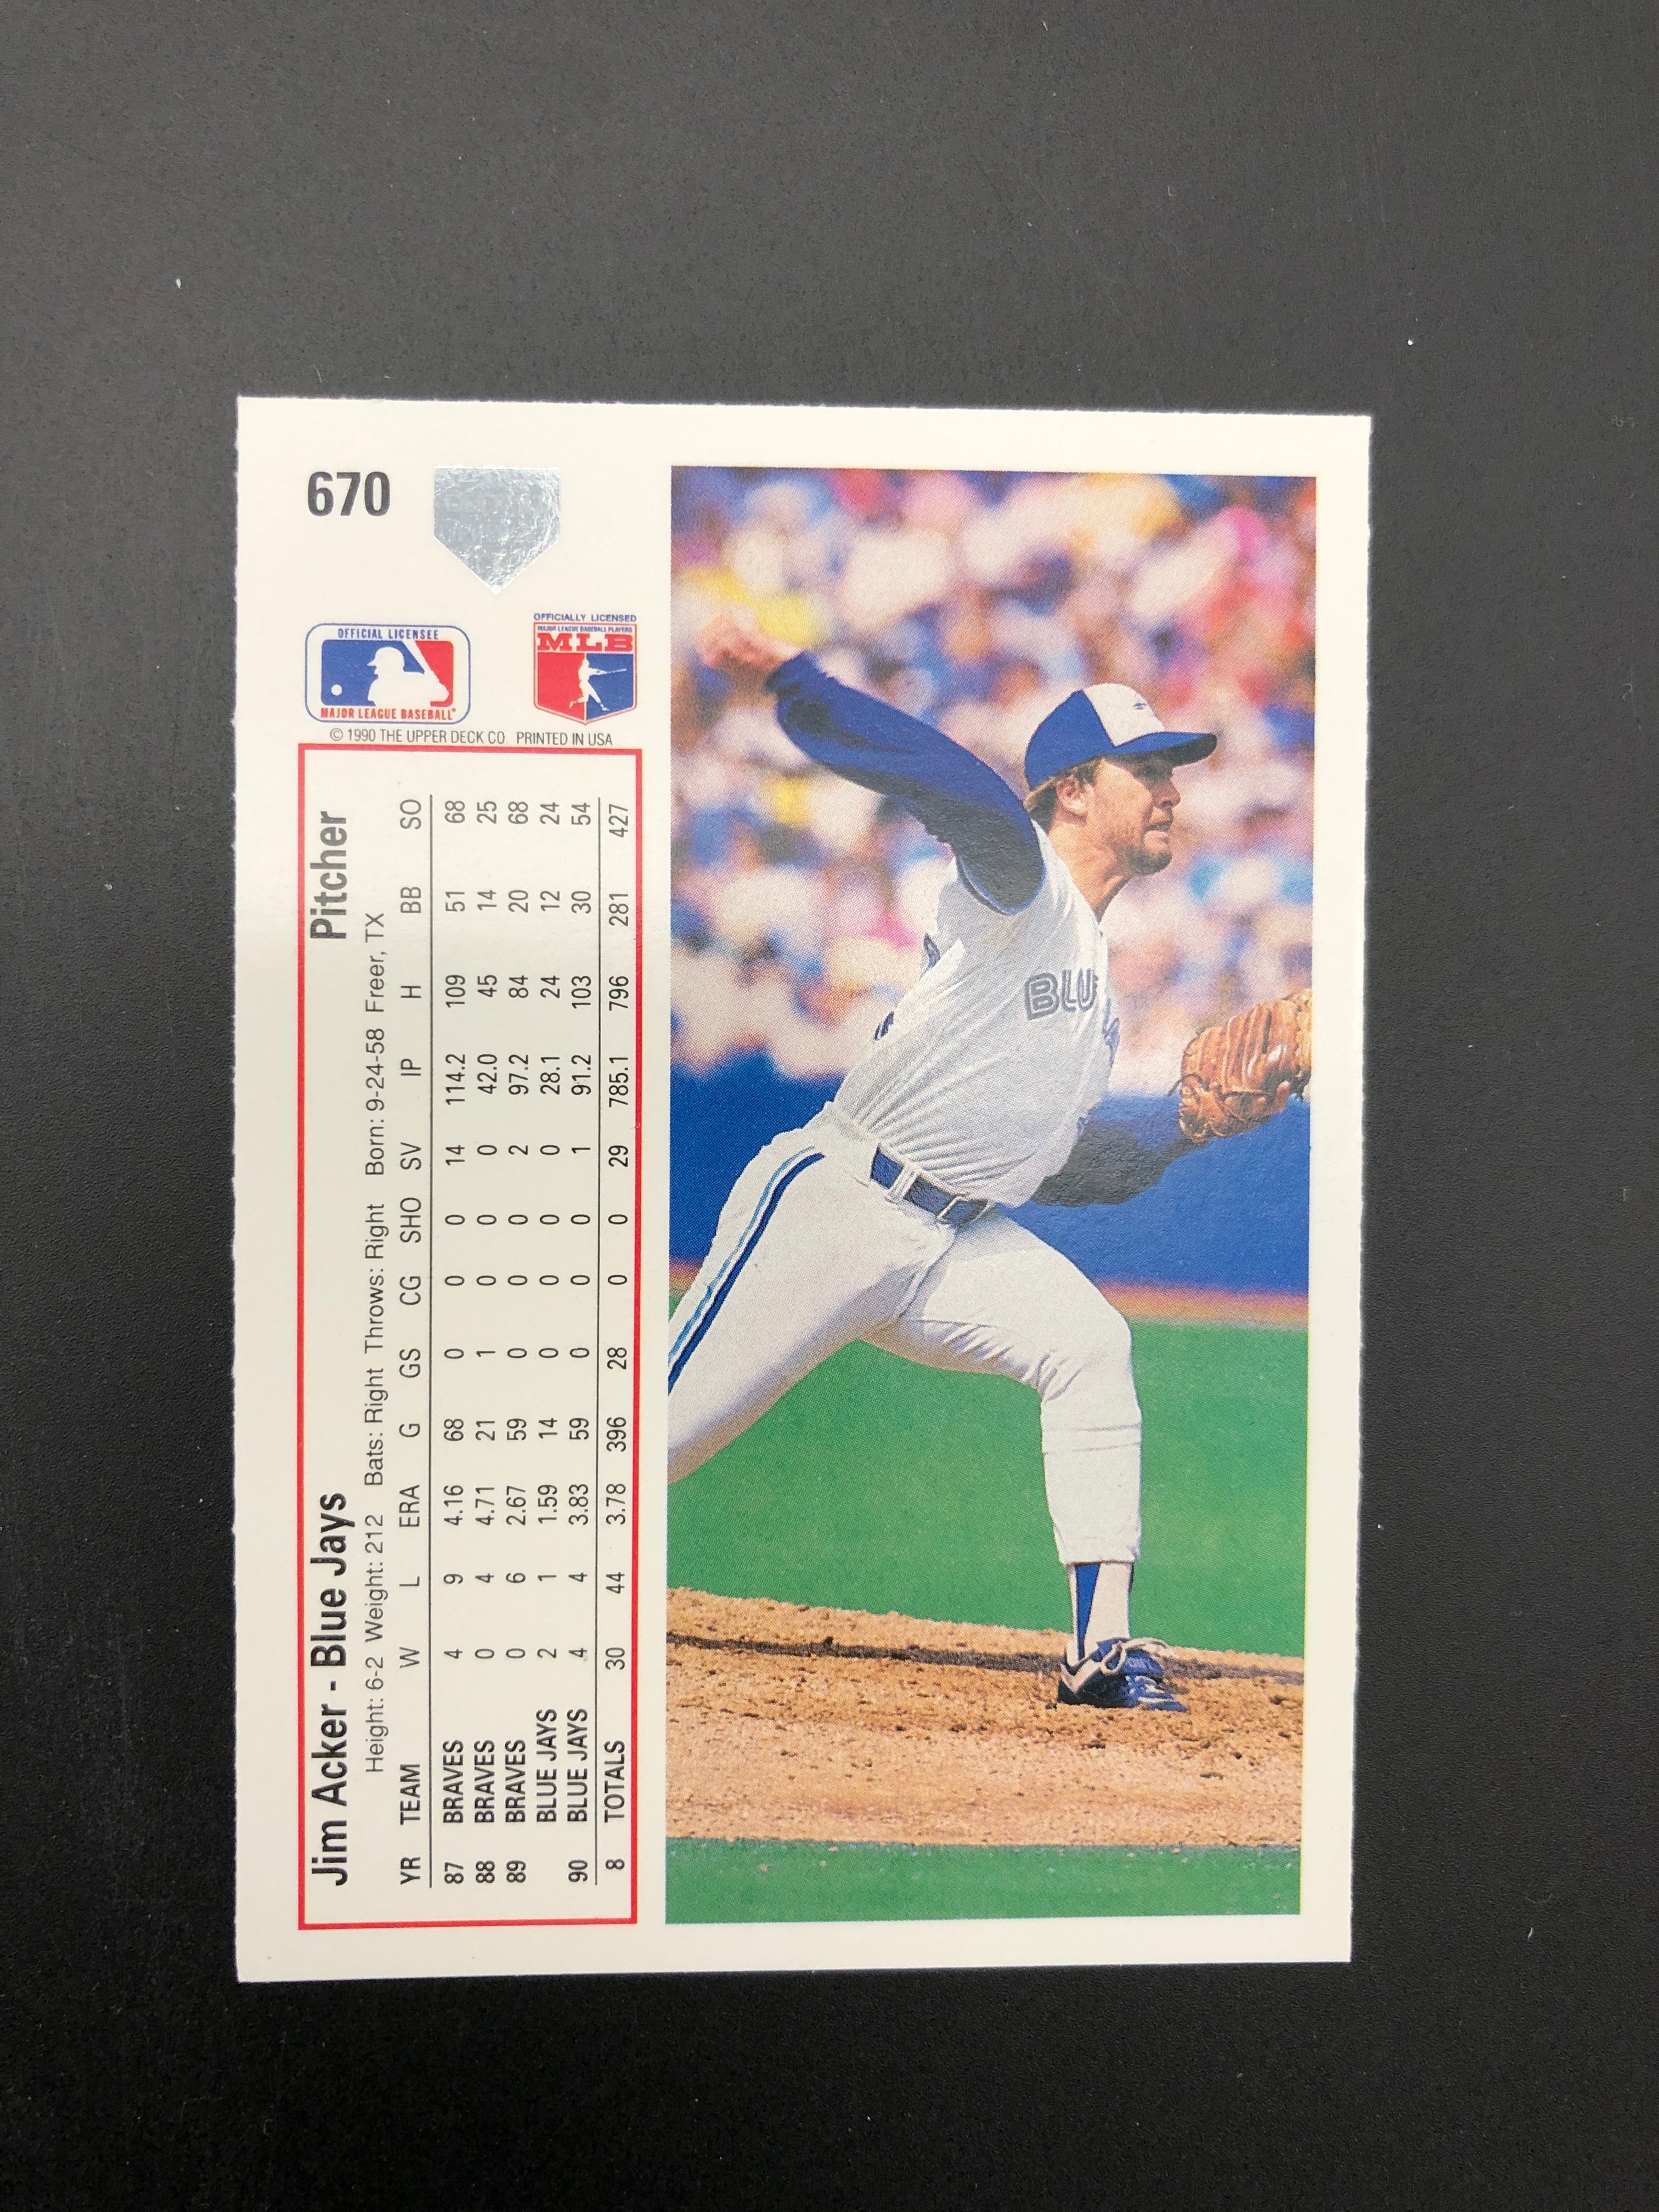 670
OFFICIAL LICENSEE
MAJOR LEAGUE BASEBALL
OFFICIALLY LICENSED
MAJOR LEAGUE BASEBALL PLAYERS
MLB
© 1990 THE UPPER DECK CO. PRINTED IN USA
Jim Acker - Blue Jays Pitcher
Height: 6-2 Weight: 212 Bats: Right Throws: Right Born: 9-24-58 Freer, TX
YR TEAM W L ERA G GS CG SHO SV IP H BB SO
87 BRAVES 4 9 4.16 68 0 0 0 14 114.2 109 51 68
88 BRAVES 0 4 4.71 21 1 0 0 0 42.0 45 14 25
89 BRAVES 0 6 2.67 59 0 0 0 2 97.2 84 20 68
BLUE JAYS 2 1 1.59 14 0 0 0 0 28.1 24 12 24
90 BLUE JAYS 4 4 3.83 59 0 0 0 1 91.2 103 30 54
8 TOTALS 30 44 3.78 396 28 0 0 29 785.1 796 281 427
BLUE